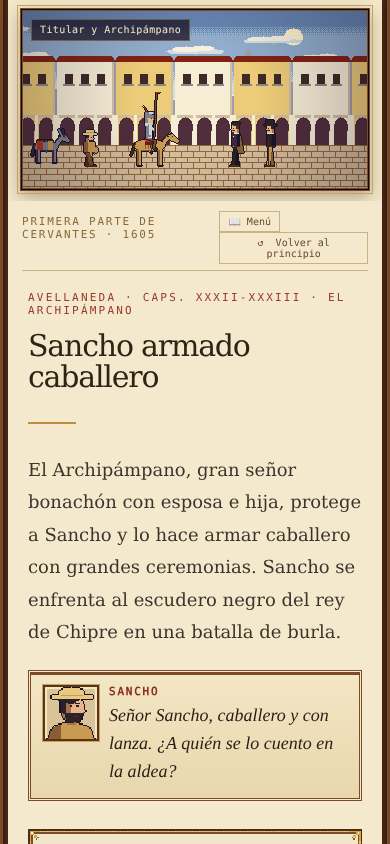 Titular y Archipámpano
PRIMERA PARTE DE
CERVANTES · 1605
📖 Menú
↺ Volver al
principio
AVELLANEDA · CAPS. XXXII-XXXIII · EL
ARCHIPÁMPANO
Sancho armado
caballero
El Archipámpano, gran señor
bonachón con esposa e hija, protege
a Sancho y lo hace armar caballero
con grandes ceremonias. Sancho se
enfrenta al escudero negro del rey
de Chipre en una batalla de burla.
SANCHO
Señor Sancho, caballero y con
lanza. ¿A quién se lo cuento en
la aldea?